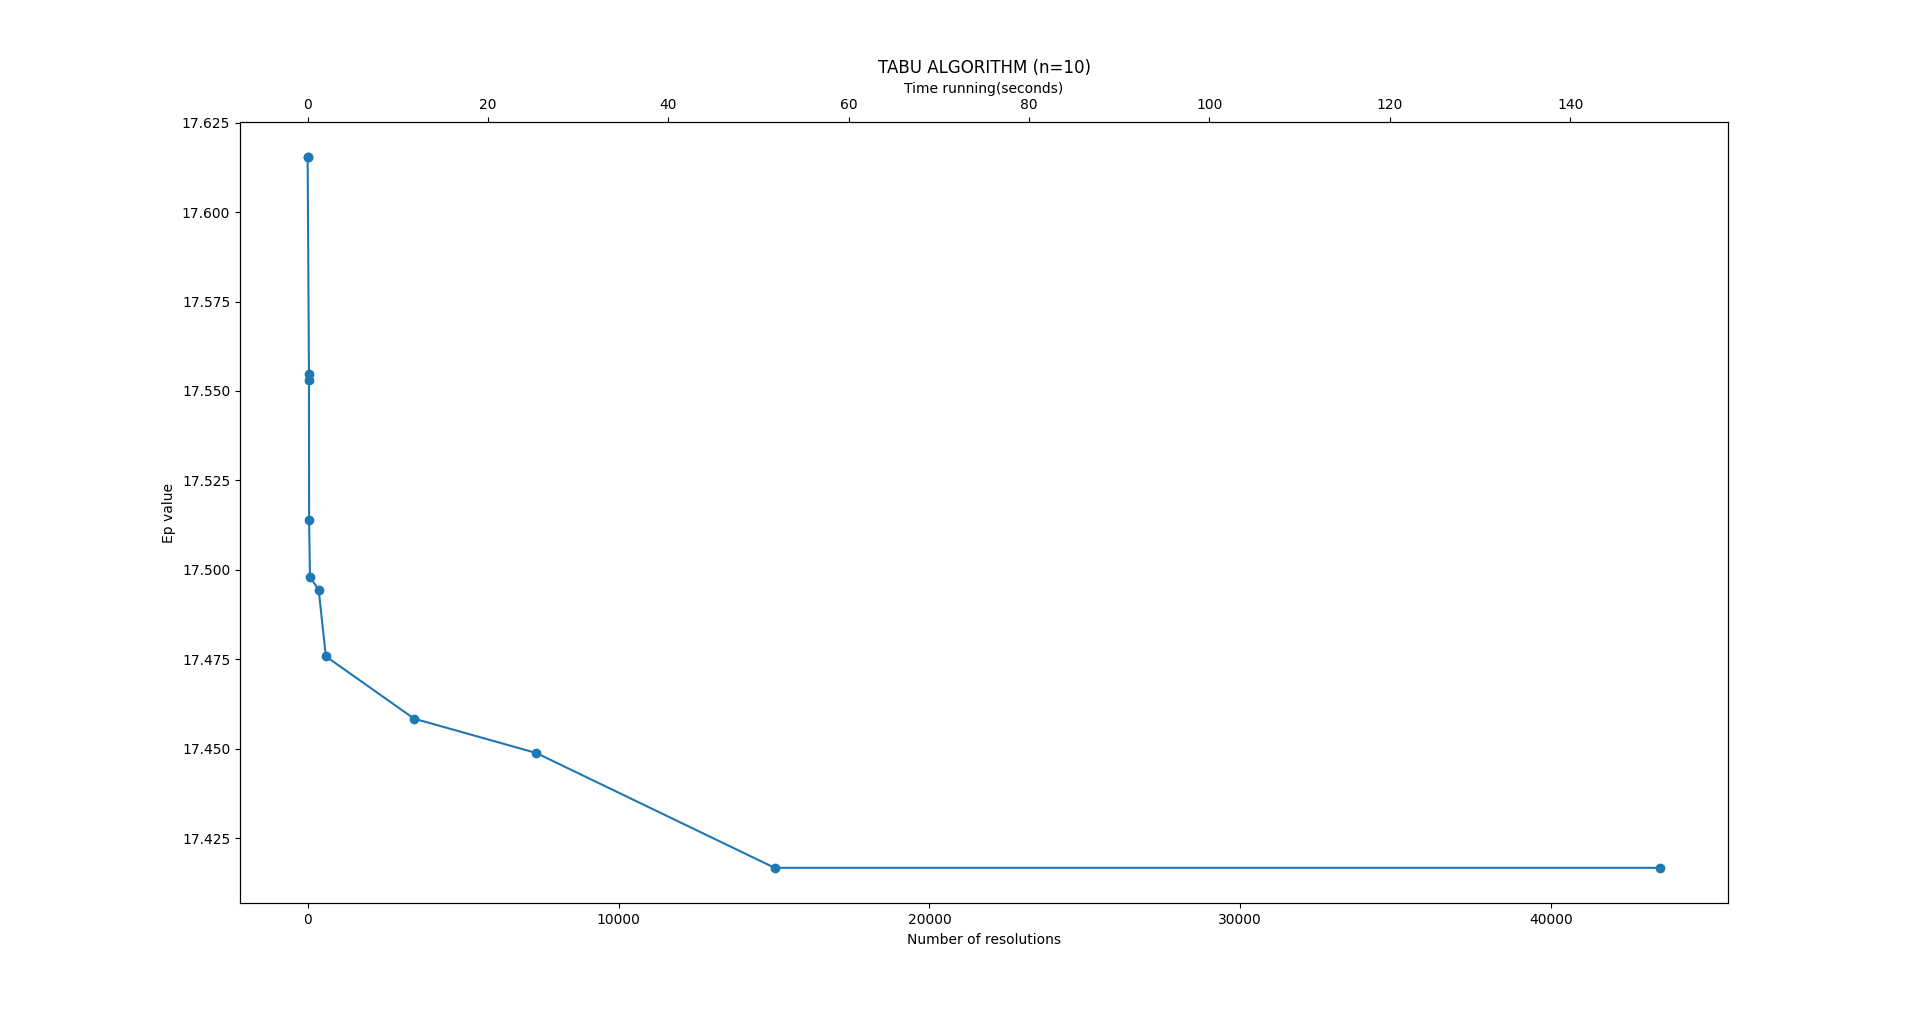 TABU ALGORITHM (n=10)
Time running(seconds)
0 20 40 60 80 100 120 140
17.625
17.600
17.575
17.550
17.525
17.500
17.475
17.450
17.425
Ep value
0 10000 20000 30000 40000
Number of resolutions